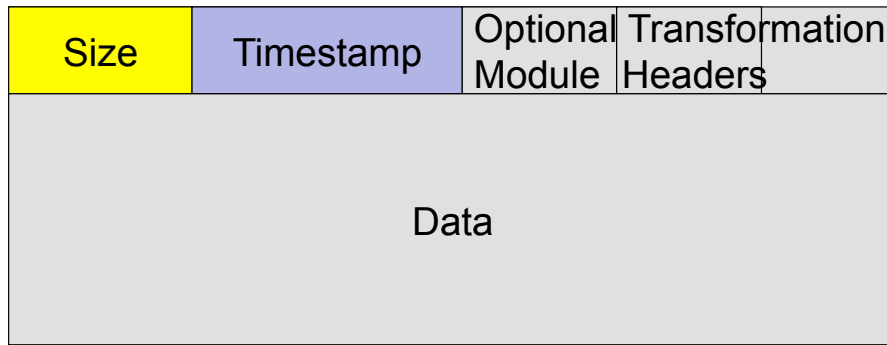 Size
Timestamp
Optional Transformation
Module Headers
Data